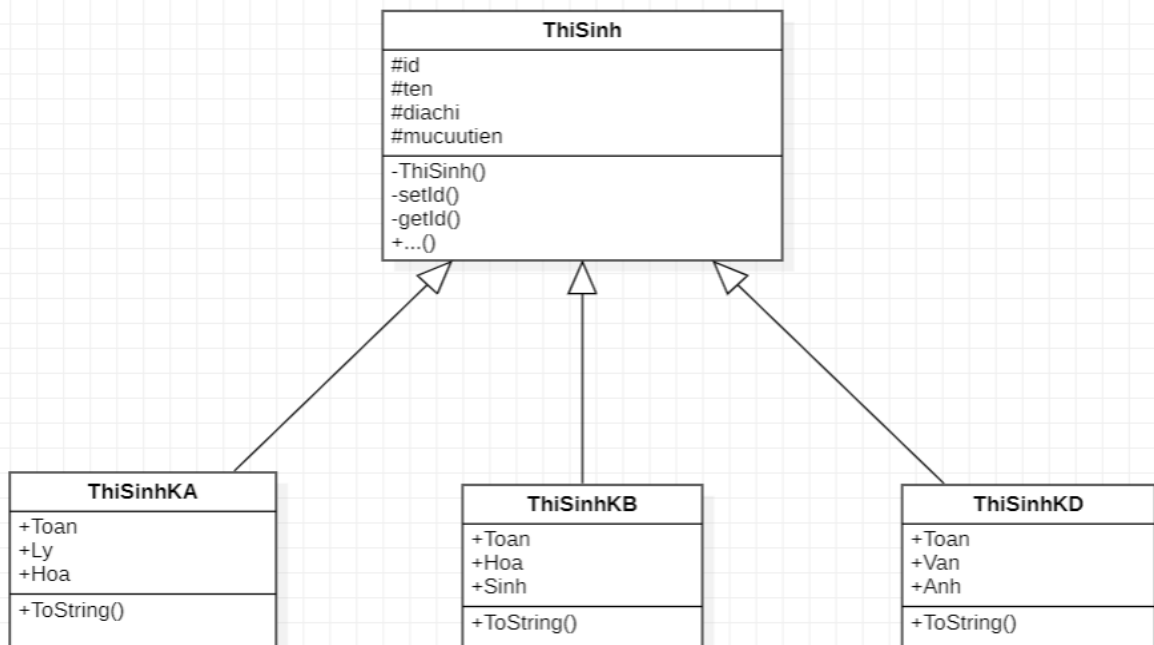 ThiSinh
#id
#ten
#diachi
#mucuutien
-ThiSinh()
-setId()
-getId()
+...()
ThiSinhKA
+Toan
+Ly
+Hoa
+ToString()
ThiSinhKB
+Toan
+Hoa
+Sinh
+ToString()
ThiSinhKD
+Toan
+Van
+Anh
+ToString()